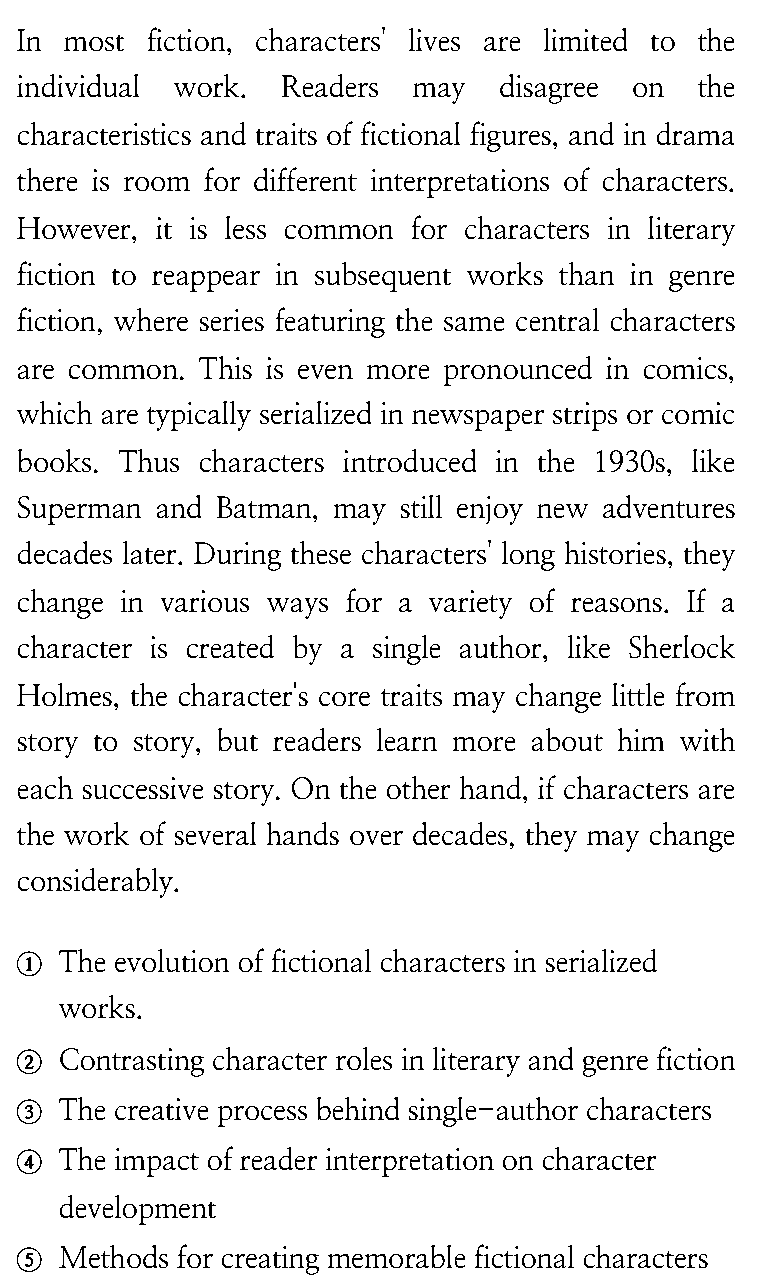 In most fiction, characters' lives are limited to the
individual work. Readers may disagree on the
characteristics and traits of fictional figures, and in drama
there is room for different interpretations of characters.
However, it is less common for characters in literary
fiction to reappear in subsequent works than in genre
fiction, where series featuring the same central characters
are common. This is even more pronounced in comics,
which are typically serialized in newspaper strips or comic
books. Thus characters introduced in the 1930s, like
Superman and Batman, may still enjoy new adventures
decades later. During these characters' long histories, they
change in various ways for a variety of reasons. If a
character is created by a single author, like Sherlock
Holmes, the character's core traits may change little from
story to story, but readers learn more about him with
each successive story. On the other hand, if characters are
the work of several hands over decades, they may change
considerably.
① The evolution of fictional characters in serialized
works.
② Contrasting character roles in literary and genre fiction
③ The creative process behind single-author characters
④ The impact of reader interpretation on character
development
⑤ Methods for creating memorable fictional characters